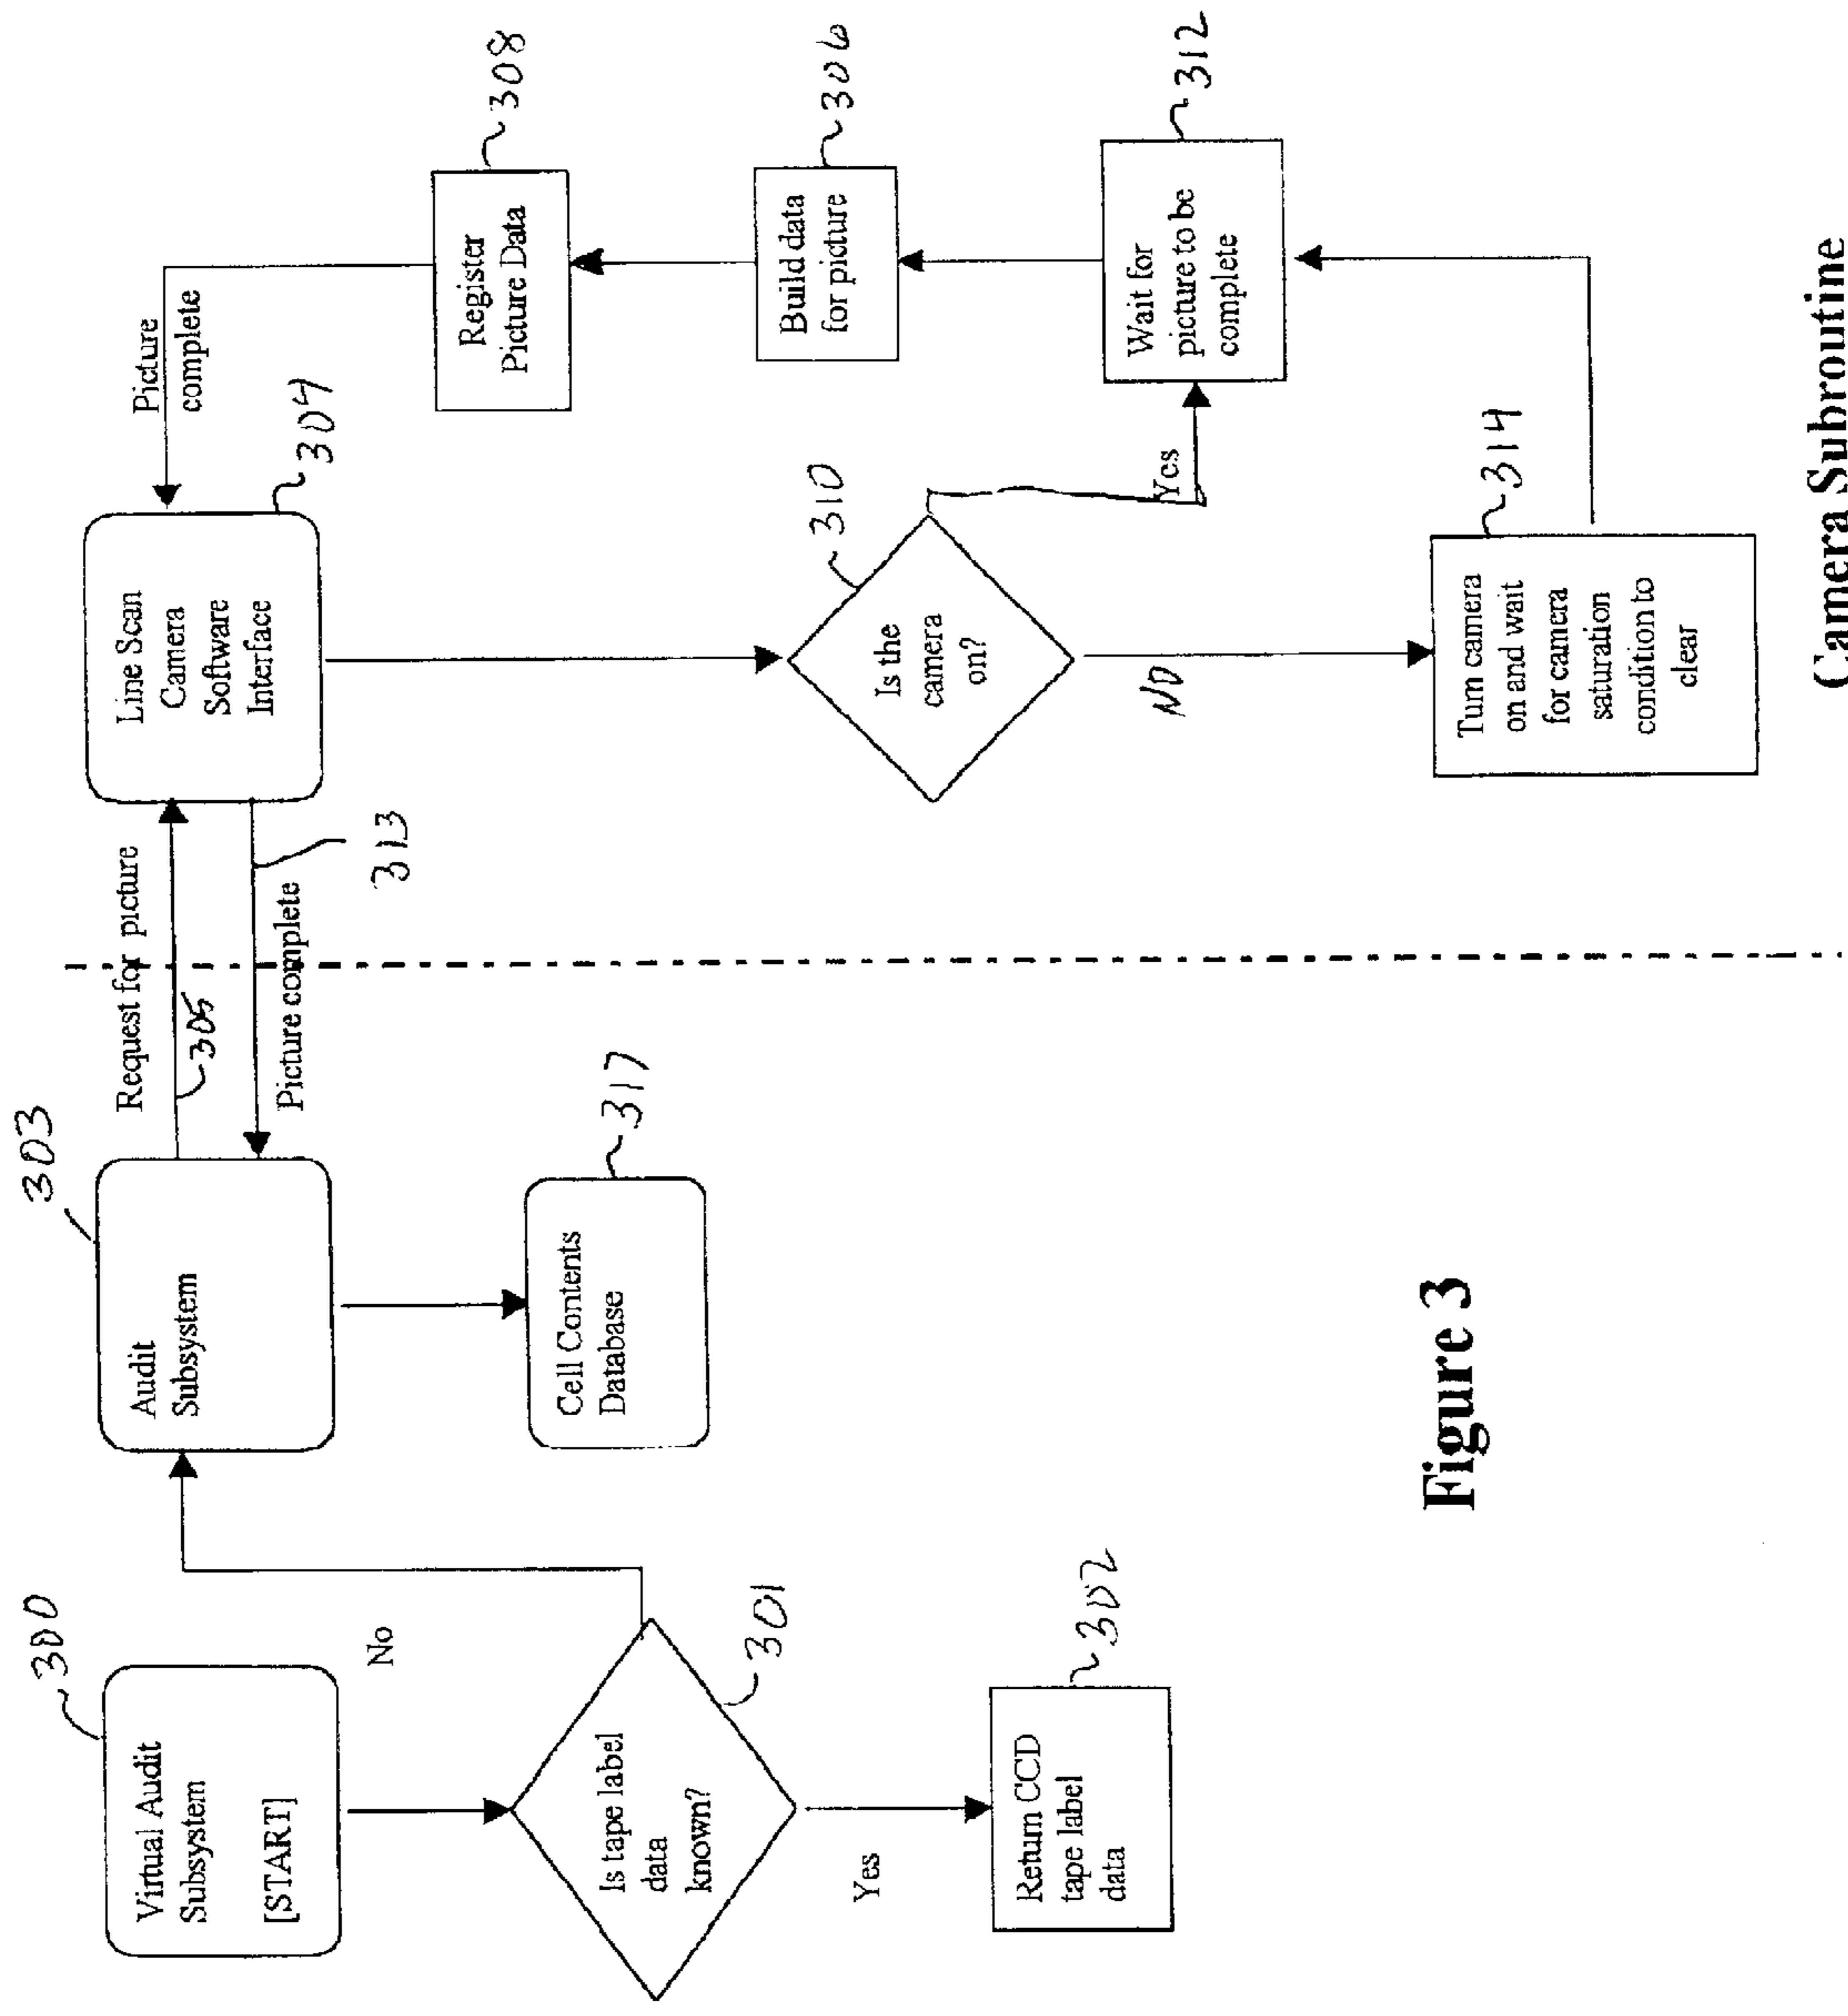 300
Virtual Audit
Subsystem
[START]
No
Is tape label
data
known?
301
Yes
Return CCD
tape label
data
302
303
Audit
Subsystem
Cell Contents
Database
317
Request for picture
305
Picture complete
313
Line Scan
Camera
Software
Interface
304
Picture
complete
Register
Picture Data
308
Build data
for picture
306
Wait for
picture to be
complete
312
Is the
camera
on?
310
Yes
NO
Turn camera
on and wait
for camera
saturation
condition to
clear
314
Figure 3
Camera Subroutine